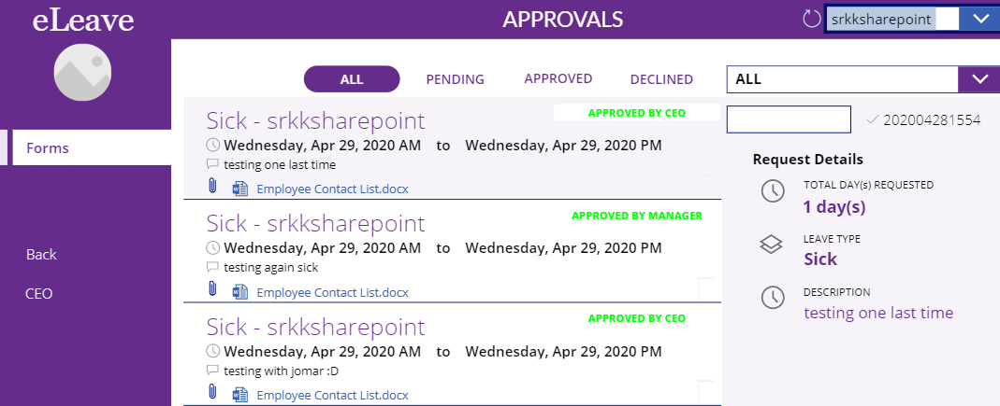 eLeave
APPROVALS
srkksharepoint
Forms
Back
CEO
ALL
PENDING
APPROVED
DECLINED
ALL
Sick - srkksharepoint
APPROVED BY CEO
Wednesday, Apr 29, 2020 AM to Wednesday, Apr 29, 2020 PM
testing one last time
Employee Contact List.docx
Sick - srkksharepoint
APPROVED BY MANAGER
Wednesday, Apr 29, 2020 AM to Wednesday, Apr 29, 2020 PM
testing again sick
Employee Contact List.docx
Sick - srkksharepoint
APPROVED BY CEO
Wednesday, Apr 29, 2020 AM to Wednesday, Apr 29, 2020 PM
testing with jomar :D
Employee Contact List.docx
202004281554
Request Details
TOTAL DAY(s) REQUESTED
1 day(s)
LEAVE TYPE
Sick
DESCRIPTION
testing one last time